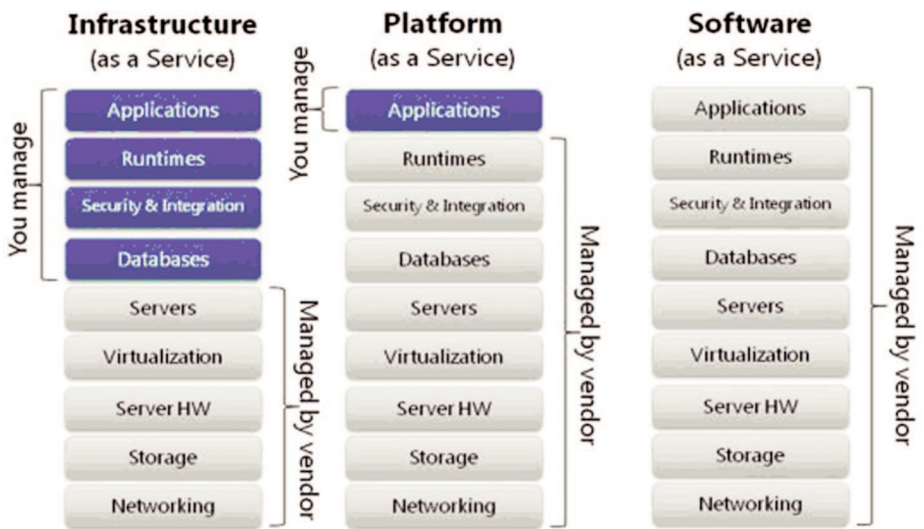 Infrastructure
(as a Service)
You manage
Applications
Runtimes
Security & Integration
Databases
Servers
Virtualization
Server HW
Storage
Networking
Managed by vendor
Platform
(as a Service)
You manage
Applications
Runtimes
Security & Integration
Databases
Servers
Virtualization
Server HW
Storage
Networking
Managed by vendor
Software
(as a Service)
Applications
Runtimes
Security & Integration
Databases
Servers
Virtualization
Server HW
Storage
Networking
Managed by vendor